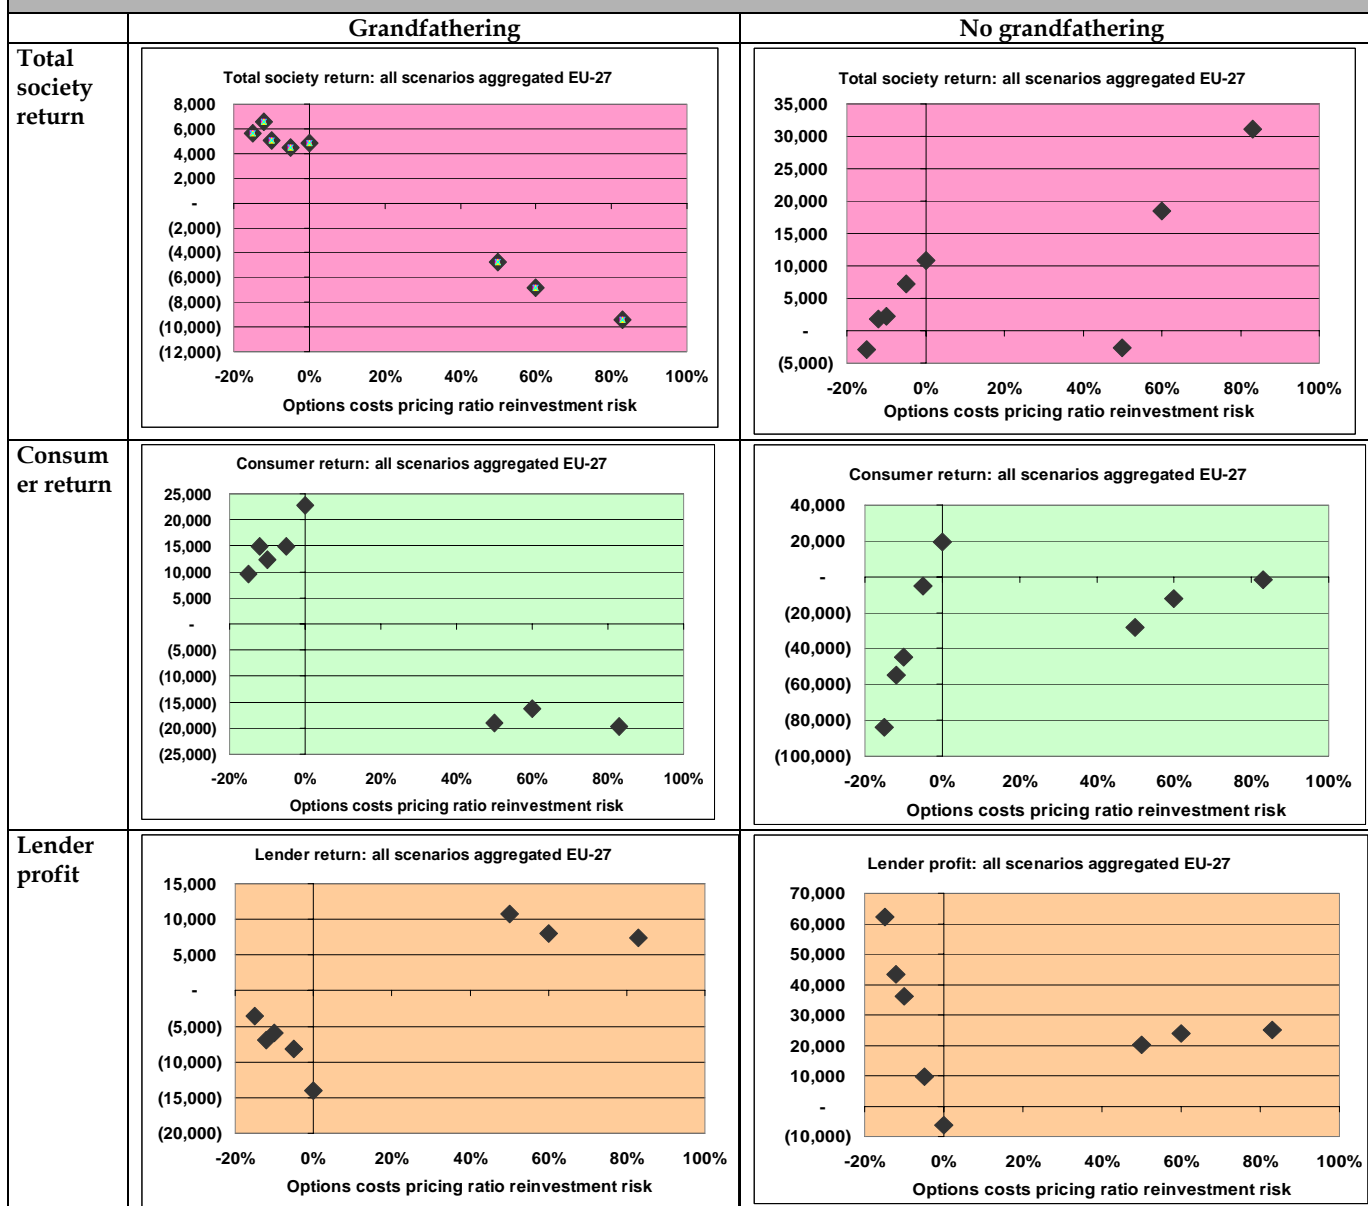 Grandfathering
No grandfathering
Total
society
return
Total society return: all scenarios aggregated EU-27
8,000
6,000
4,000
2,000
-
(2,000)
(4,000)
(6,000)
(8,000)
(10,000)
(12,000)
-20% 0% 20% 40% 60% 80% 100%
Options costs pricing ratio reinvestment risk
Total society return: all scenarios aggregated EU-27
35,000
30,000
25,000
20,000
15,000
10,000
5,000
-
(5,000)
-20% 0% 20% 40% 60% 80% 100%
Options costs pricing ratio reinvestment risk
Consum
er return
Consumer return: all scenarios aggregated EU-27
25,000
20,000
15,000
10,000
5,000
-
(5,000)
(10,000)
(15,000)
(20,000)
(25,000)
-20% 0% 20% 40% 60% 80% 100%
Options costs pricing ratio reinvestment risk
Consumer return: all scenarios aggregated EU-27
40,000
20,000
-
(20,000)
(40,000)
(60,000)
(80,000)
(100,000)
-20% 0% 20% 40% 60% 80% 100%
Options costs pricing ratio reinvestment risk
Lender
profit
Lender return: all scenarios aggregated EU-27
15,000
10,000
5,000
-
(5,000)
(10,000)
(15,000)
(20,000)
-20% 0% 20% 40% 60% 80% 100%
Options costs pricing ratio reinvestment risk
Lender profit: all scenarios aggregated EU-27
70,000
60,000
50,000
40,000
30,000
20,000
10,000
-
(10,000)
-20% 0% 20% 40% 60% 80% 100%
Options costs pricing ratio reinvestment risk